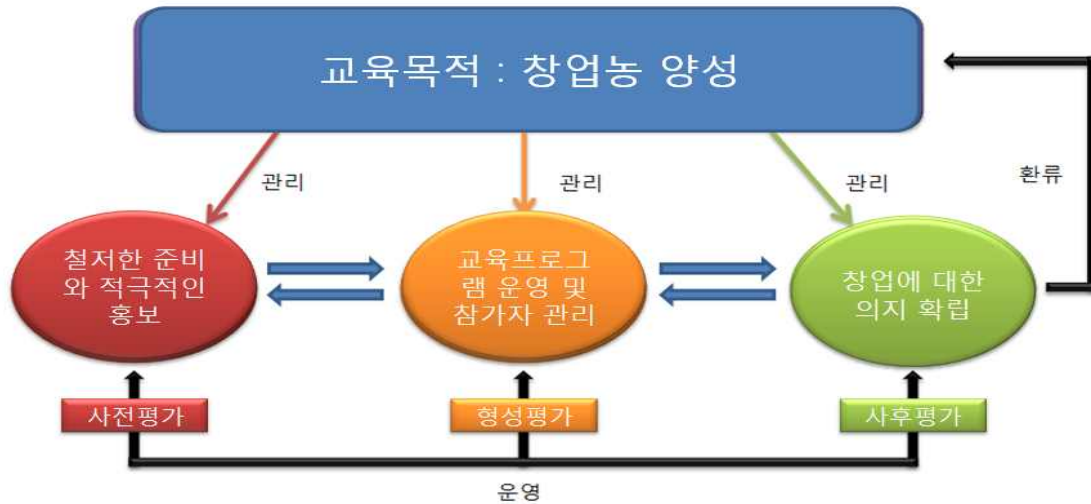 교육목적 : 창업농 양성
관리
관리
관리
환류
철저한 준비
와 적극적인
홍보
교육프로그
램 운영 및
참가자 관리
창업에 대한
의지 확립
사전평가
형성평가
사후평가
운영